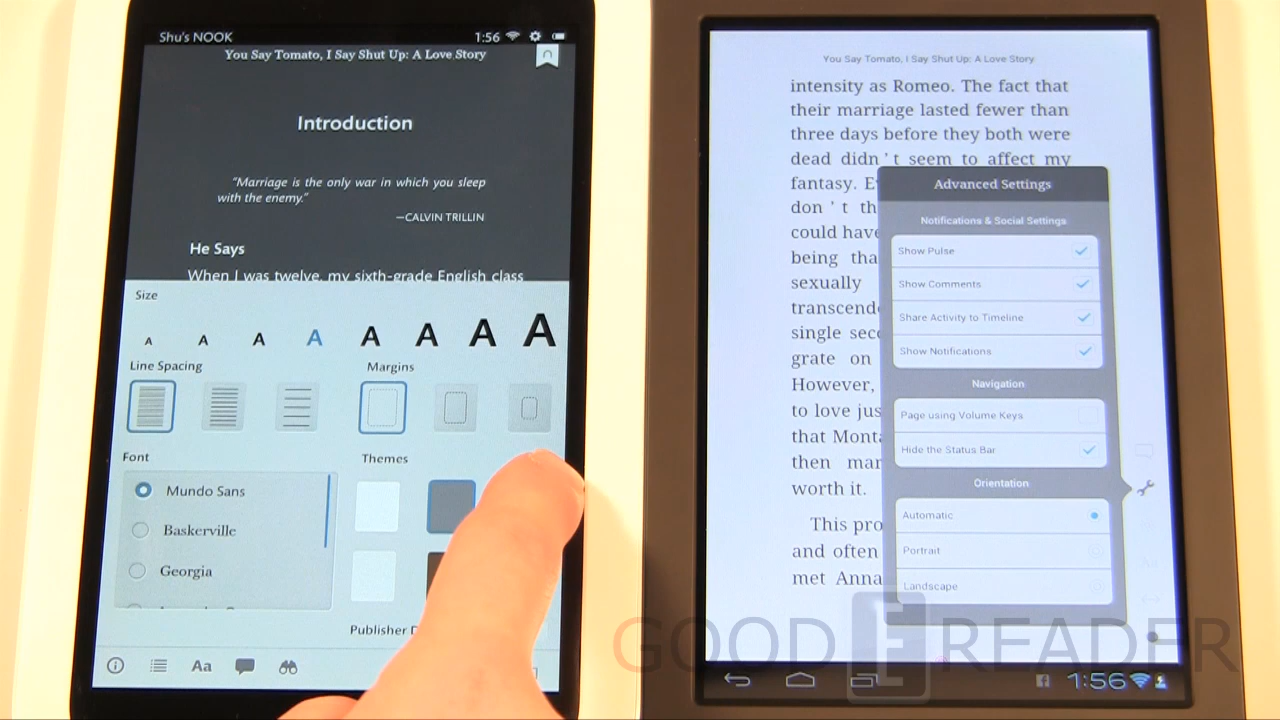 Shu's NOOK
1:56
You Say Tomato, I Say Shut Up: A Love Story
Introduction
“Marriage is the only war in which you sleep
with the enemy.”
—CALVIN TRILLIN
He Says
When I was twelve, my sixth-grade English class
Size
A A A A A A A A
Line Spacing
Margins
Font
Themes
Mundo Sans
Baskerville
Georgia
Publisher
Aa
You Say Tomato, I Say Shut Up: A Love Story
intensity as Romeo. The fact that
their marriage lasted fewer than
three days before they both were
dead didn't seem to affect my
fantasy.
don't
could have
being
sexually
single
grate on
However,
to love
that
then
worth it.
This
and often
met Anna
Advanced Settings
Notifications & Social Settings
Show Pulse
Show Comments
Share Activity to Timeline
Show Notifications
Navigation
Page using Volume Keys
Hide the Status Bar
Orientation
Automatic
Portrait
Landscape
GOOD E READER
1:56